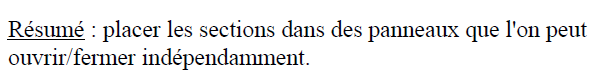 Résumé : placer les sections dans des panneaux que l'on peut
ouvrir/fermer indépendamment.